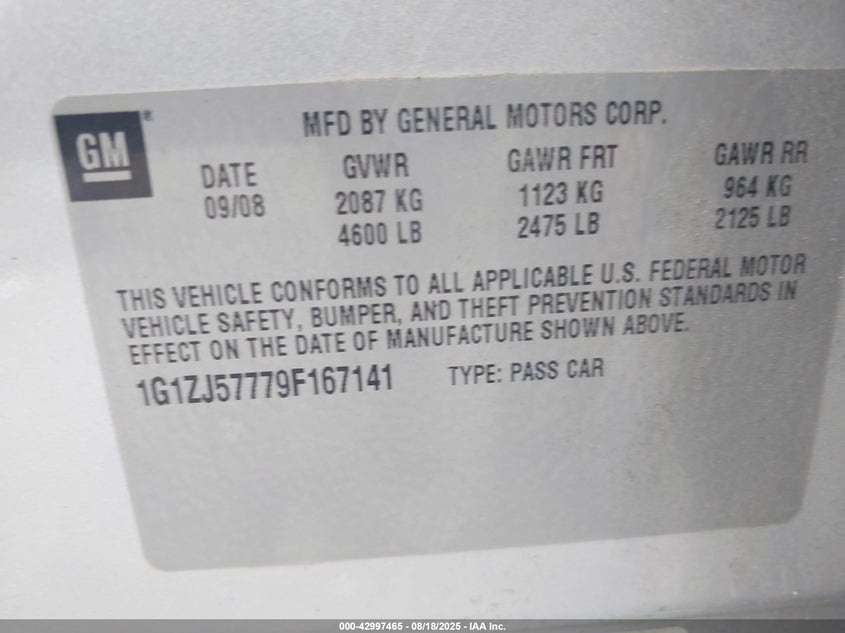 GM®
MFD BY GENERAL MOTORS CORP.
DATE GVWR GAWR FRT GAWR RR
09/08 2087 KG 1123 KG 964 KG
4600 LB 2475 LB 2125 LB
THIS VEHICLE CONFORMS TO ALL APPLICABLE U.S. FEDERAL MOTOR
VEHICLE SAFETY, BUMPER, AND THEFT PREVENTION STANDARDS IN
EFFECT ON THE DATE OF MANUFACTURE SHOWN ABOVE.
1G1ZJ57779F167141 TYPE: PASS CAR
000-42997465 - 08/18/2025 - IAA Inc.